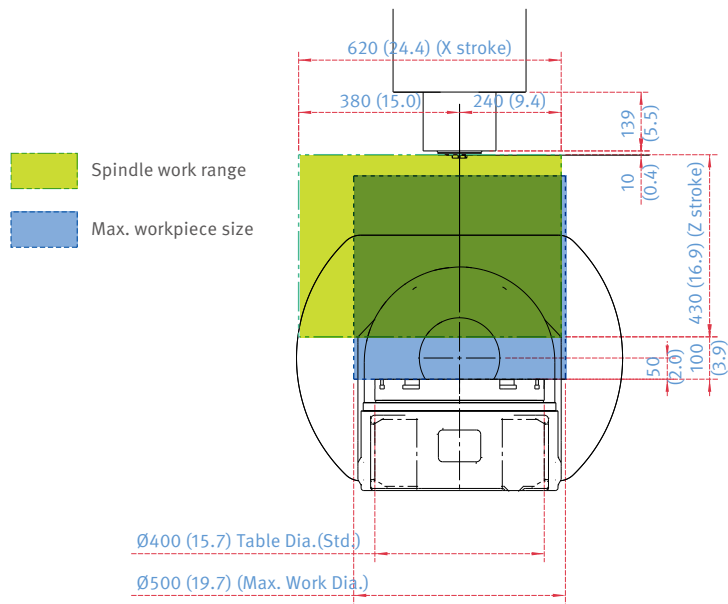 620 (24.4) (X stroke)
380 (15.0)
240 (9.4)
139
(5.5)
Spindle work range
10
(0.4)
Max. workpiece size
430 (16.9) (Z stroke)
50
(2.0)
100
(3.9)
Ø400 (15.7) Table Dia.(Std.)
Ø500 (19.7) (Max. Work Dia.)